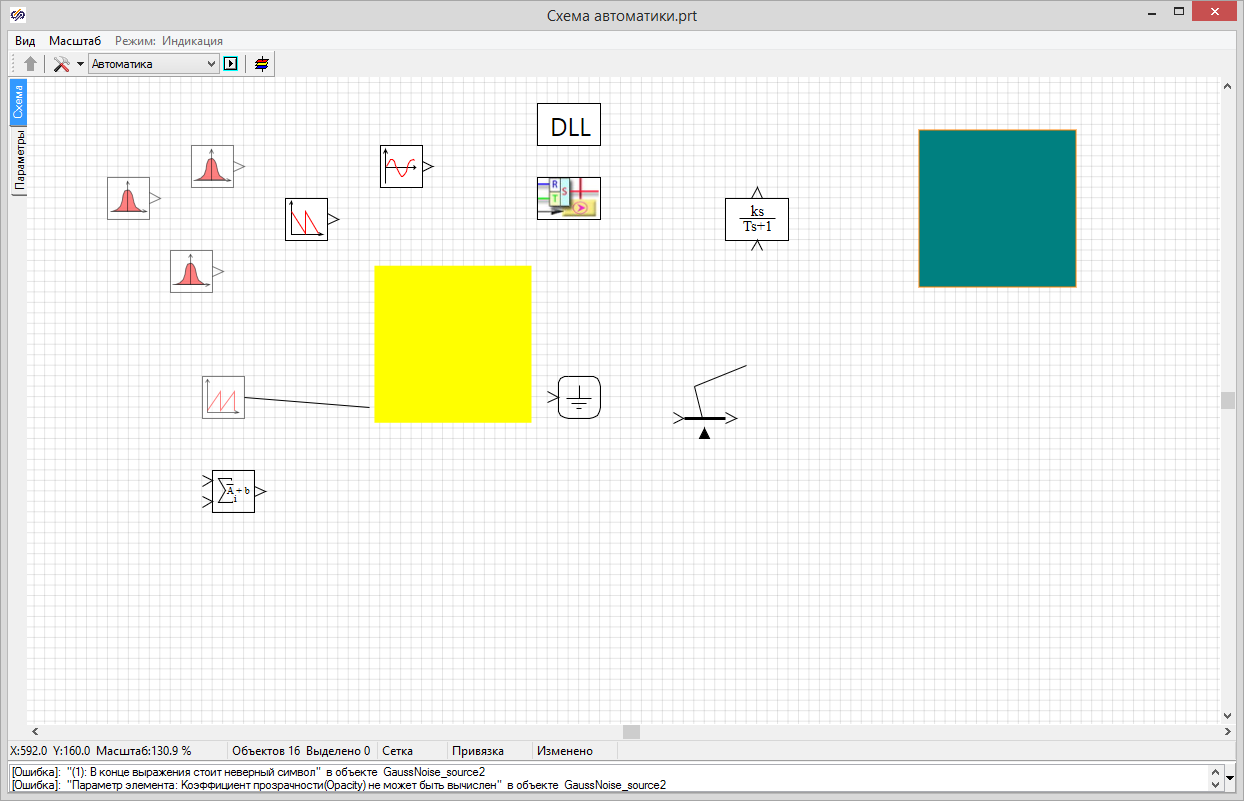 Схема автоматики.prt
Вид Масштаб Режим: Индикация
Автоматика
Схема
Параметры
DLL
R
S
T
ks
Ts+1
A + b
i
X:592.0 Y:160.0 Масштаб:130.9 % Объектов 16 Выделено 0 Сетка Привязка Изменено
[Ошибка]: "(1): В конце выражения стоит неверный символ" в объекте GaussNoise_source2
[Ошибка]: "Параметр элемента: Коэффициент прозрачности(Opacity) не может быть вычислен" в объекте GaussNoise_source2